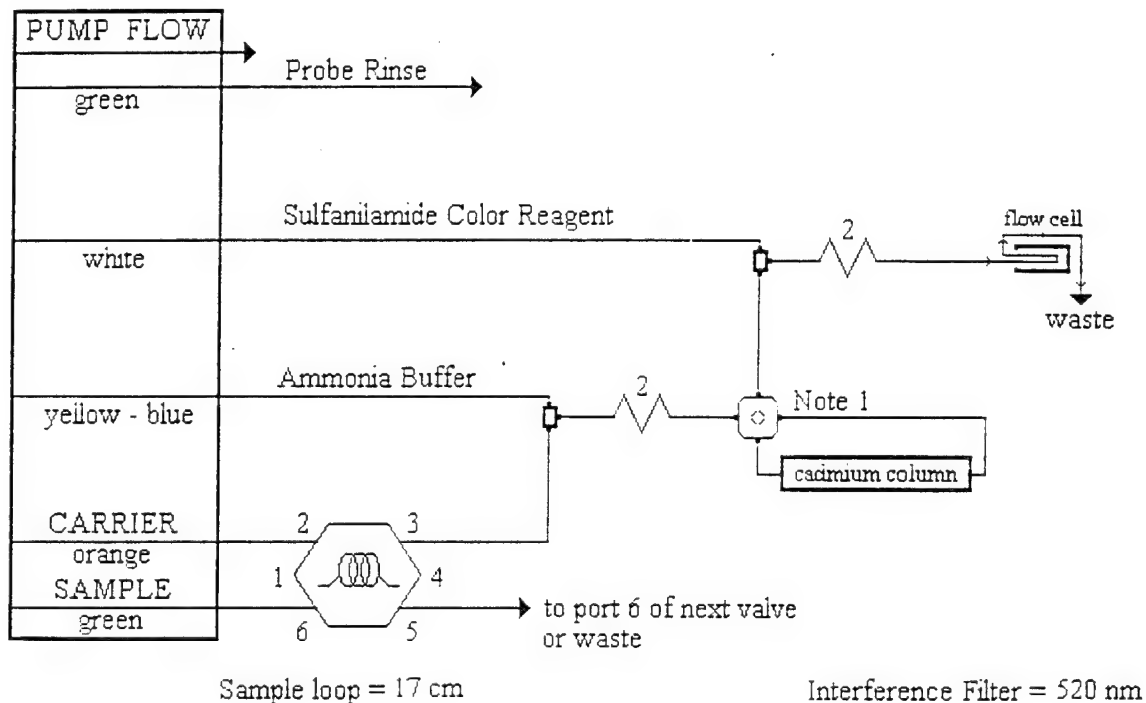 PUMP FLOW
Probe Rinse
green
Sulfanilamide Color Reagent
white
2
flow cell
waste
Ammonia Buffer
yellow - blue
2
Note 1
cadmium column
CARRIER
orange
2
3
1
4
SAMPLE
green
6
5
to port 6 of next valve
or waste
Sample loop = 17 cm
Interference Filter = 520 nm